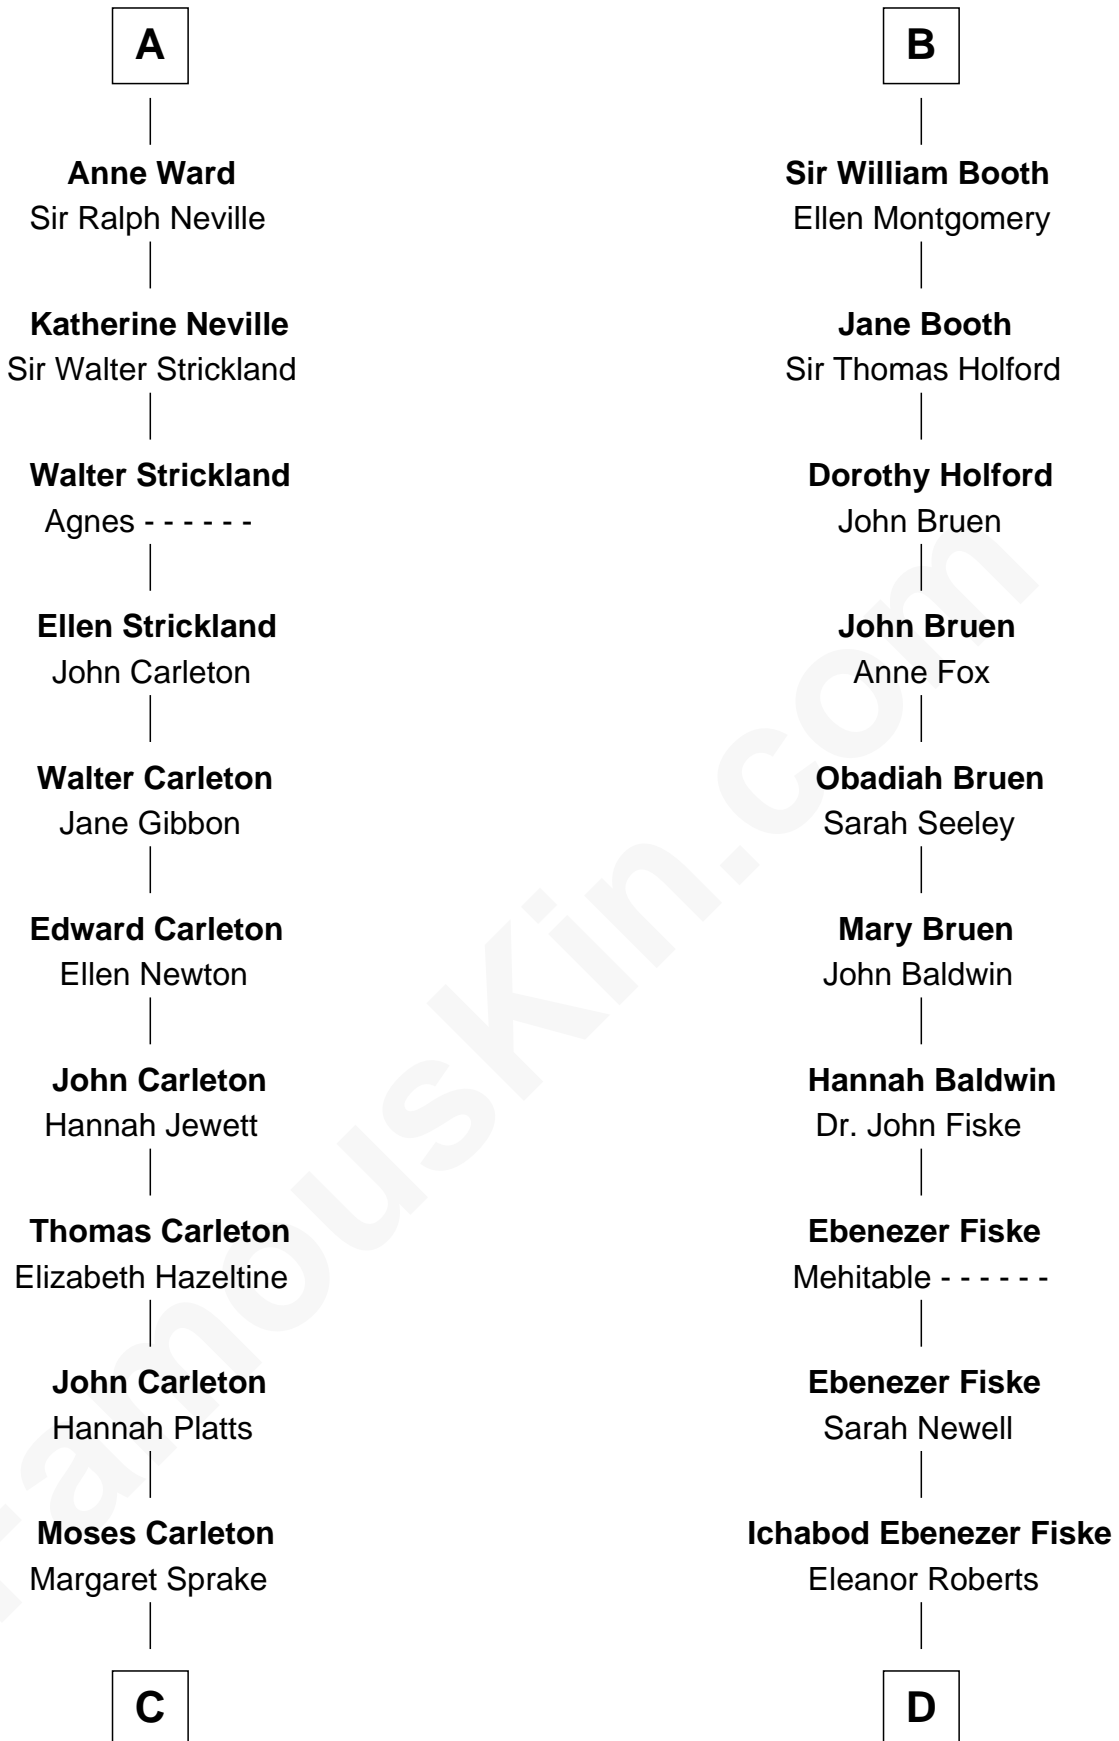 A
Anne Ward
Sir Ralph Neville
Katherine Neville
Sir Walter Strickland
Walter Strickland
Agnes - - - - - -
Ellen Strickland
John Carleton
Walter Carleton
Jane Gibbon
Edward Carleton
Ellen Newton
John Carleton
Hannah Jewett
Thomas Carleton
Elizabeth Hazeltine
John Carleton
Hannah Platts
Moses Carleton
Margaret Sprake
C
B
Sir William Booth
Ellen Montgomery
Jane Booth
Sir Thomas Holford
Dorothy Holford
John Bruen
John Bruen
Anne Fox
Obadiah Bruen
Sarah Seeley
Mary Bruen
John Baldwin
Hannah Baldwin
Dr. John Fiske
Ebenezer Fiske
Mehitable - - - - - -
Ebenezer Fiske
Sarah Newell
Ichabod Ebenezer Fiske
Eleanor Roberts
D
FamousKin.com